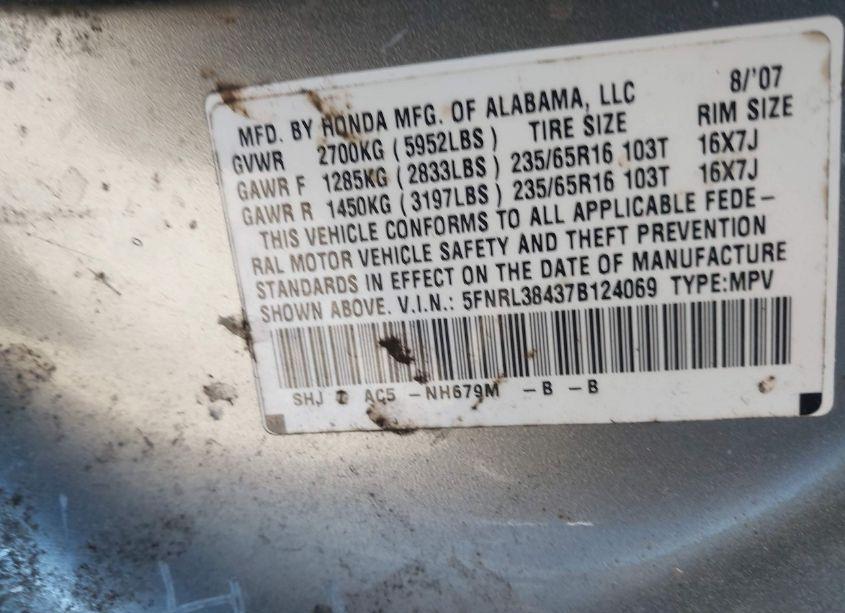 MFD. BY HONDA MFG. OF ALABAMA, LLC 8/'07
GVWR 2700KG ( 5952LBS ) TIRE SIZE RIM SIZE
GAWR F 1285KG ( 2833LBS ) 235/65R16 103T 16X7J
GAWR R 1450KG ( 3197LBS ) 235/65R16 103T 16X7J
THIS VEHICLE CONFORMS TO ALL APPLICABLE FEDE-
RAL MOTOR VEHICLE SAFETY AND THEFT PREVENTION
STANDARDS IN EFFECT ON THE DATE OF MANUFACTURE
SHOWN ABOVE. V.I.N.: 5FNRL38437B124069 TYPE:MPV
SHJ AC5 -NH679M -B -B